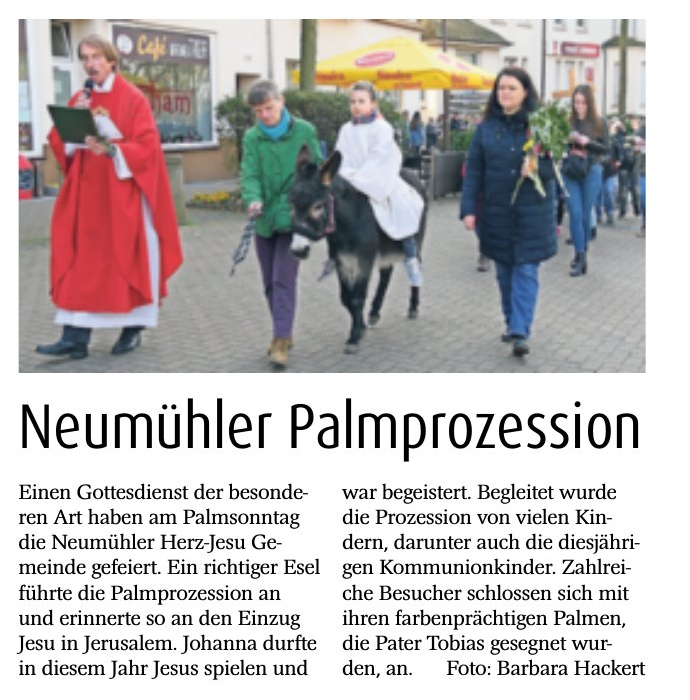 Café
Neumühler Palmprozession
Einen Gottesdienst der besonde-
ren Art haben am Palmsonntag
die Neumühler Herz-Jesu Ge-
meinde gefeiert. Ein richtiger Esel
führte die Palmprozession an
und erinnerte so an den Einzug
Jesu in Jerusalem. Johanna durfte
in diesem Jahr Jesus spielen und
war begeistert. Begleitet wurde
die Prozession von vielen Kin-
dern, darunter auch die diesjähri-
gen Kommunionkinder. Zahlrei-
che Besucher schlossen sich mit
ihren farbenprächtigen Palmen,
die Pater Tobias gesegnet wur-
den, an. Foto: Barbara Hackert